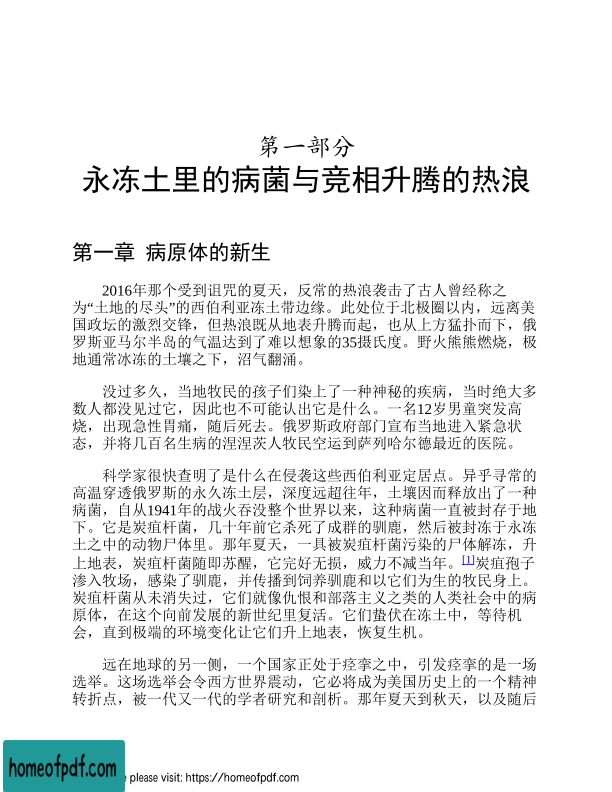 第一部分
永冻土里的病菌与竞相升腾的热浪
第一章 病原体的新生
2016年那个受到诅咒的夏天，反常的热浪袭击了古人曾经称之
为“土地的尽头”的西伯利亚冻土带边缘。此处位于北极圈以内，远离美
国政坛的激烈交锋，但热浪既从地表升腾而起，也从上方猛扑而下，俄
罗斯亚马尔半岛的气温达到了难以想象的35摄氏度。野火熊熊燃烧，极
地通常冰冻的土壤之下，沼气翻涌。
没过多久，当地牧民的孩子们染上了一种神秘的疾病，当时绝大多
数人都没见过它，因此也不可能认出它是什么。一名12岁男童突发高
烧，出现急性胃痛，随后死去。俄罗斯政府部门宣布当地进入紧急状
态，并将几百名生病的涅涅茨人牧民空运到萨列哈尔德最近的医院。
科学家很快查明了是什么在侵袭这些西伯利亚定居点。异乎寻常的
高温穿透俄罗斯的永久冻土层，深度远超往年，土壤因而释放出了一种
病菌，自从1941年的战火吞没整个世界以来，这种病菌一直被封存于地
下。它是炭疽杆菌，几十年前它杀死了成群的驯鹿，然后被封冻于永冻
土之中的动物尸体里。那年夏天，一具被炭疽杆菌污染的尸体解冻，升
上地表，炭疽杆菌随即苏醒，它完好无损，威力不减当年。[1]炭疽孢子
渗入牧场，感染了驯鹿，并传播到饲养驯鹿和以它们为生的牧民身上。
炭疽杆菌从未消失过，它们就像仇恨和部落主义之类的人类社会中的病
原体，在这个向前发展的新世纪里复活。它们蛰伏在冻土中，等待机
会，直到极端的环境变化让它们升上地表，恢复生机。
远在地球的另一侧，一个国家正处于痉挛之中，引发痉挛的是一场
选举。这场选举会令西方世界震动，它必将成为美国历史上的一个精神
转折点，被一代又一代的学者研究和剖析。那年夏天到秋天，以及随后
homeofpdf.com
e please visit: https://homeofpdf.com